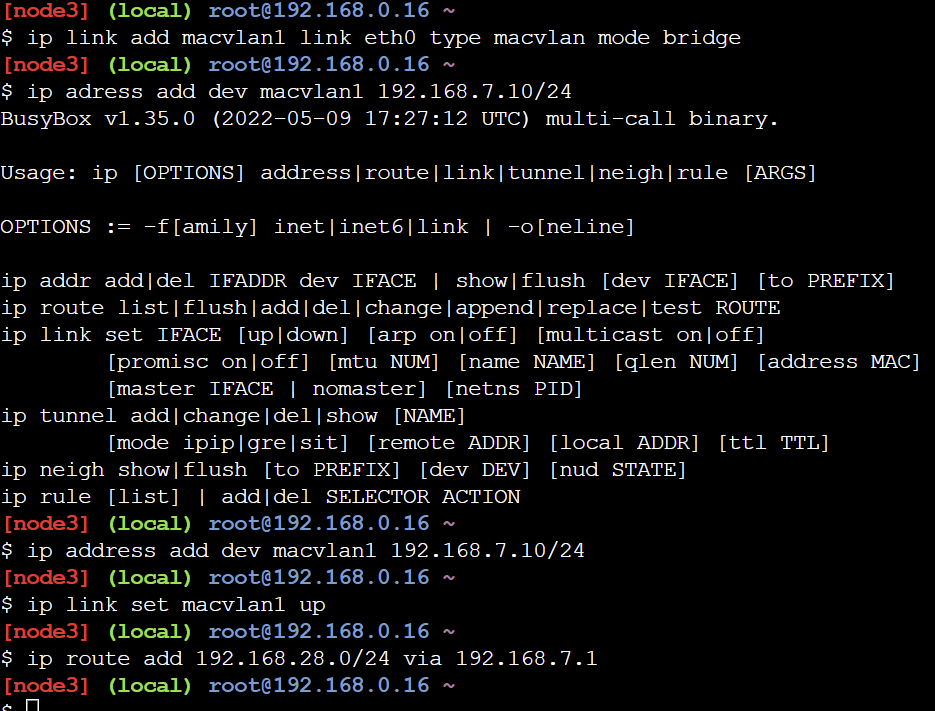 [node3] (local) root@192.168.0.16 ~
$ ip link add macvlan1 link eth0 type macvlan mode bridge
[node3] (local) root@192.168.0.16 ~
$ ip adress add dev macvlan1 192.168.7.10/24
BusyBox v1.35.0 (2022-05-09 17:27:12 UTC) multi-call binary.

Usage: ip [OPTIONS] address|route|link|tunnel|neigh|rule [ARGS]

OPTIONS := -f[amily] inet|inet6|link | -o[neline]

ip addr add|del IFADDR dev IFACE | show|flush [dev IFACE] [to PREFIX]
ip route list|flush|add|del|change|append|replace|test ROUTE
ip link set IFACE [up|down] [arp on|off] [multicast on|off]
        [promisc on|off] [mtu NUM] [name NAME] [qlen NUM] [address MAC]
        [master IFACE | nomaster] [netns PID]
ip tunnel add|change|del|show [NAME]
        [mode ipip|gre|sit] [remote ADDR] [local ADDR] [ttl TTL]
ip neigh show|flush [to PREFIX] [dev DEV] [nud STATE]
ip rule [list] | add|del SELECTOR ACTION
[node3] (local) root@192.168.0.16 ~
$ ip address add dev macvlan1 192.168.7.10/24
[node3] (local) root@192.168.0.16 ~
$ ip link set macvlan1 up
[node3] (local) root@192.168.0.16 ~
$ ip route add 192.168.28.0/24 via 192.168.7.1
[node3] (local) root@192.168.0.16 ~
$